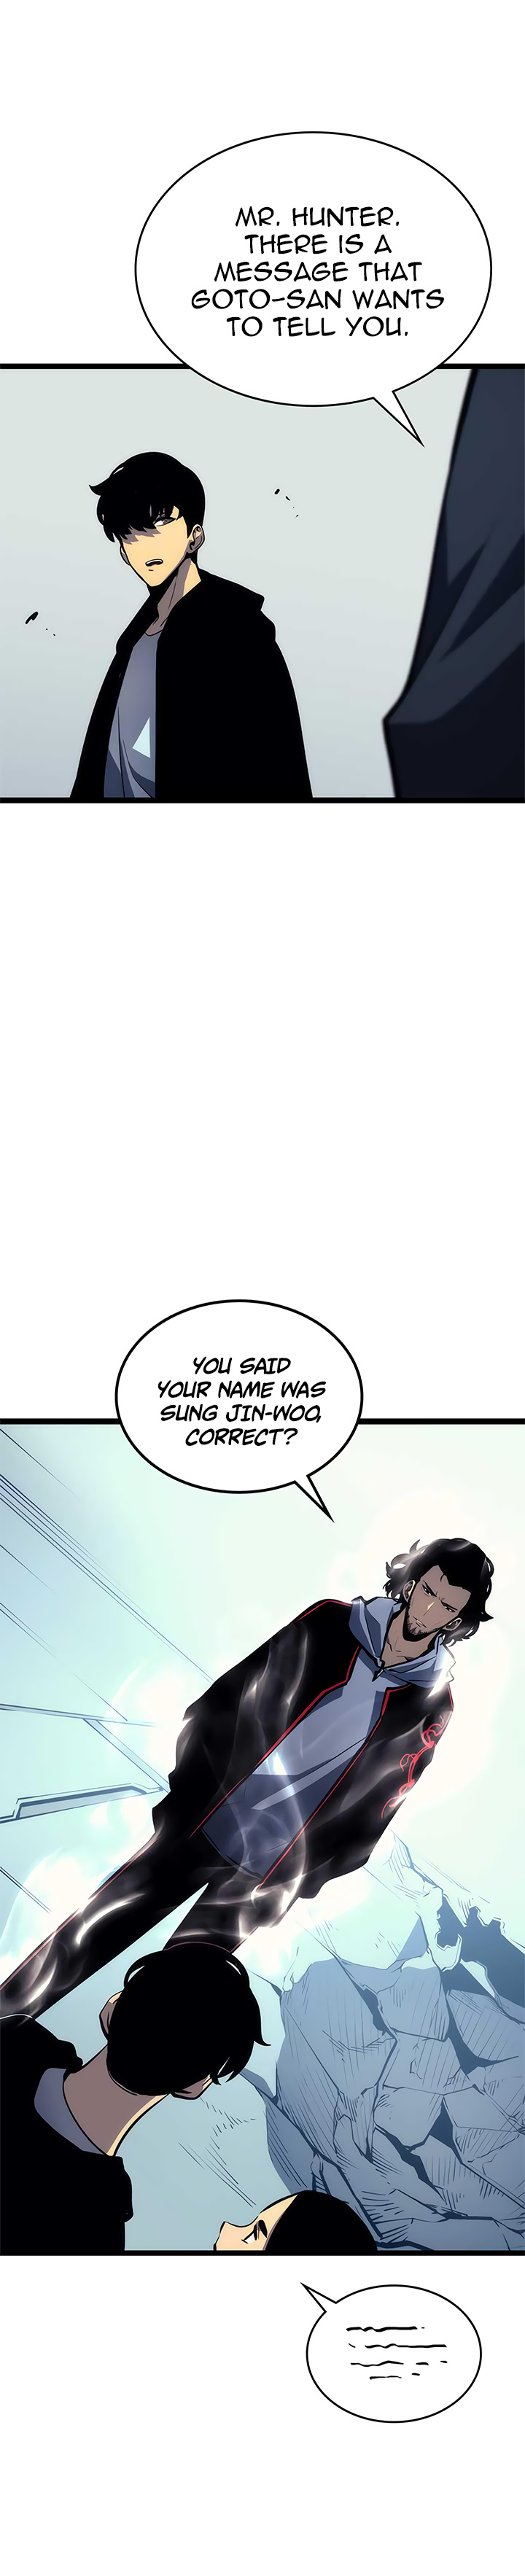 MR. HUNTER.
THERE IS A
MESSAGE THAT
GOTO-SAN WANTS
TO TELL YOU.
YOU SAID
YOUR NAME WAS
SUNG JIN-WOO,
CORRECT?